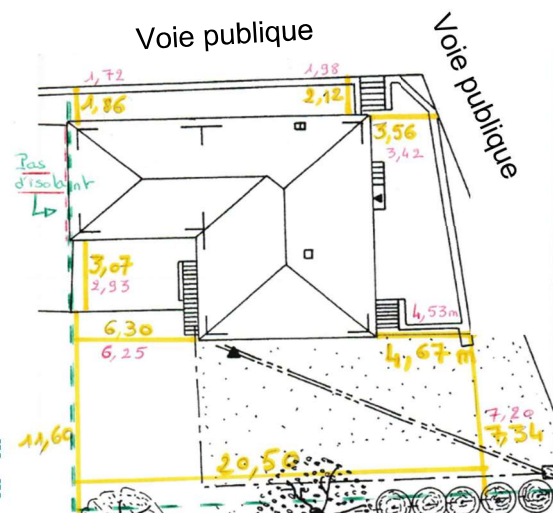 Voie publique
Voie publique
1,72
1,98
1,86
2,12
3,56
3,42
Pas
d'isolant
3,07
2,93
4,53m
6,30
6,25
4,67 m
7,20
7,34
11,60
20,50